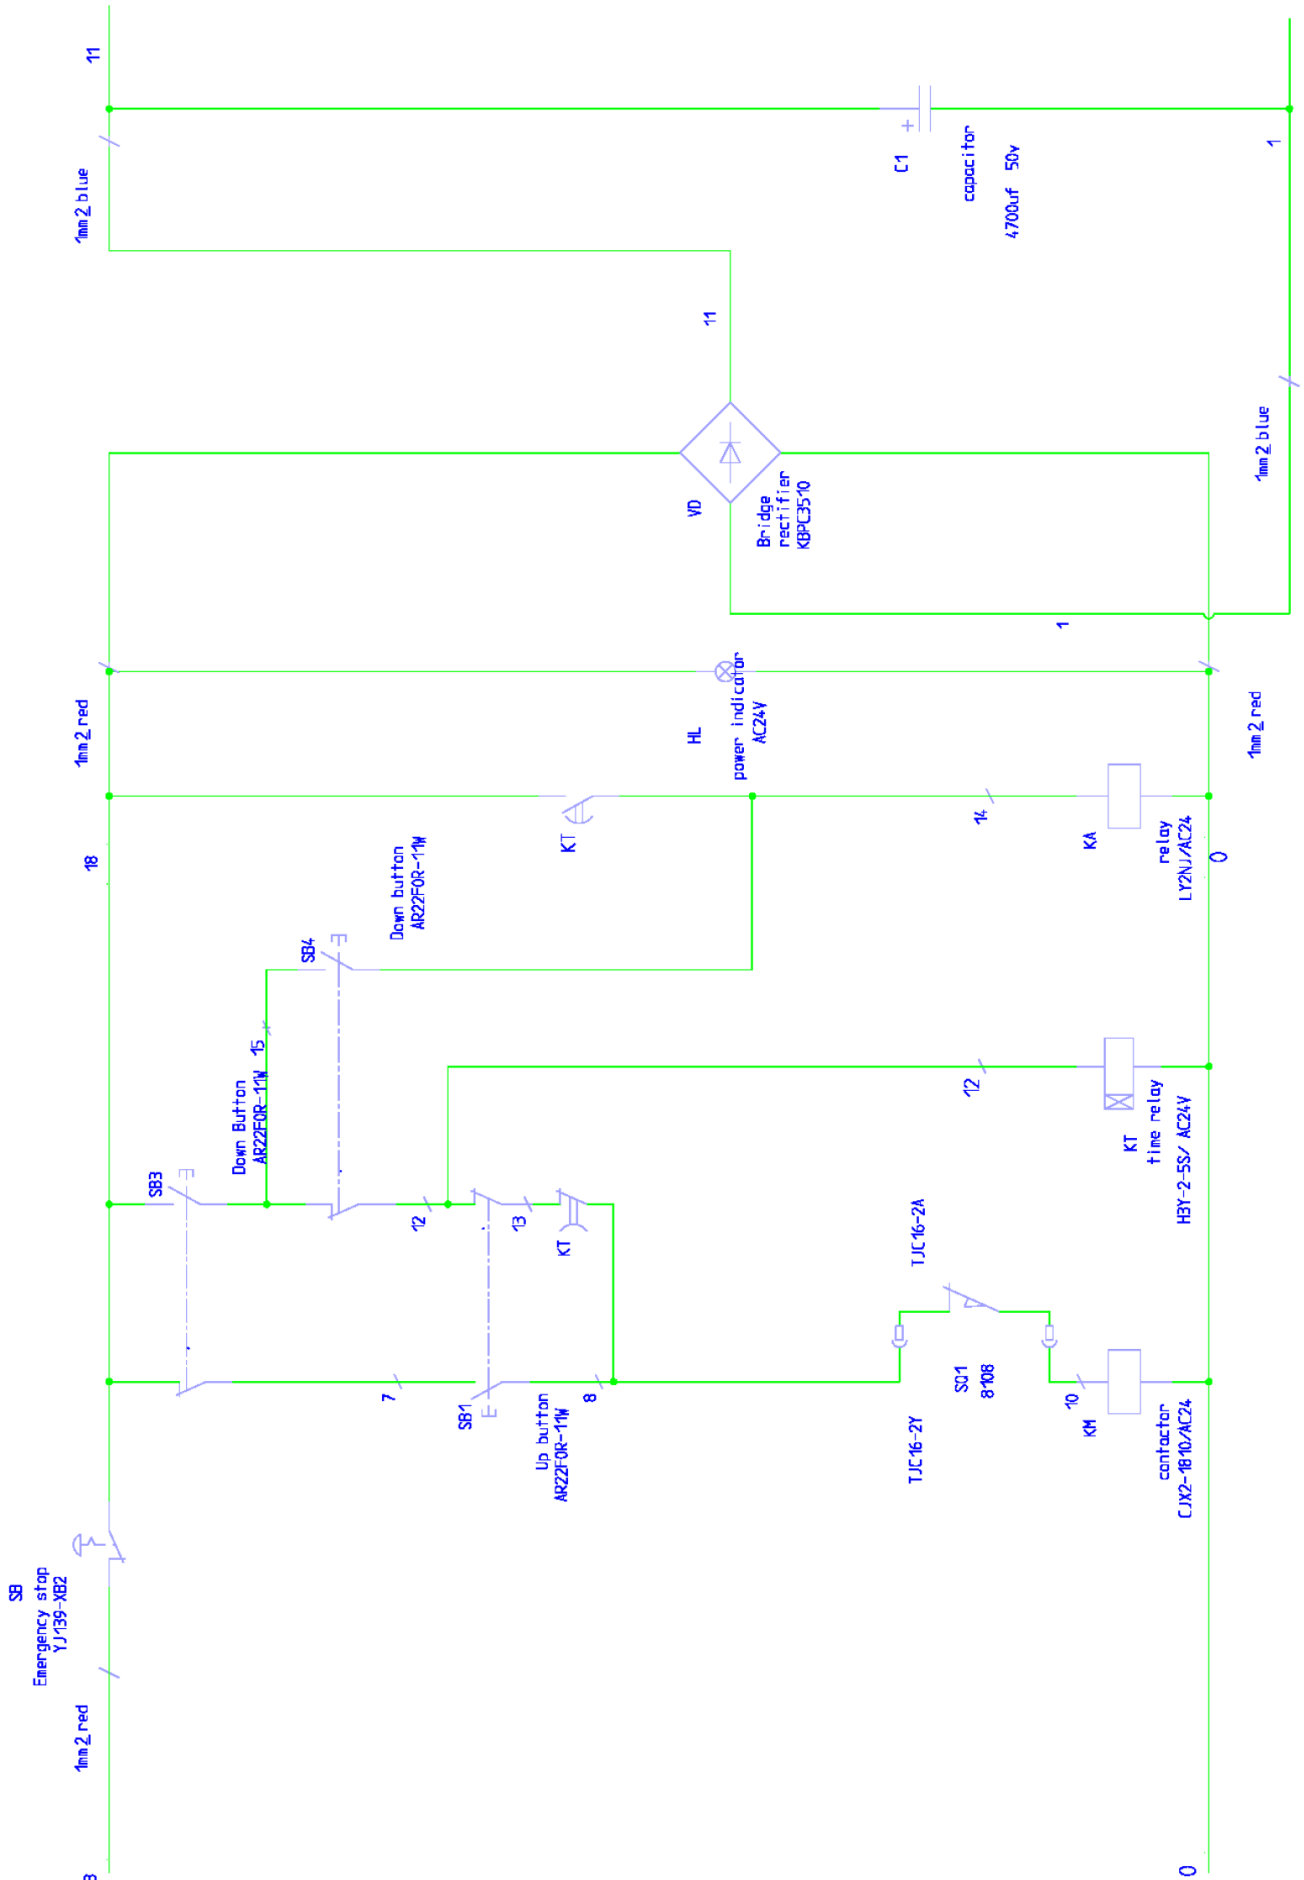 11
1mm2 blue
C1
+
capacitor
4700uf 50v
1
11
VD
Bridge
rectifier
KBPC3510
1mm2 blue
1
1mm2 red
HL
power indicator
AC24V
1mm2 red
18
KT
14
KA
relay
LY2NJ/AC24
0
SB4
Down button
AR22F0R-11W
15
Down Button
AR22F0R-11W
12
KT
time relay
H3Y-2-5S/ AC24V
SB3
12
13
KT
TJC16-2A
7
SB1
Up button
AR22F0R-11W
8
SQ1
8108
TJC16-2Y
10
KM
contactor
CJX2-1810/AC24
SB
Emergency stop
YJ139-XB2
1mm2 red
0